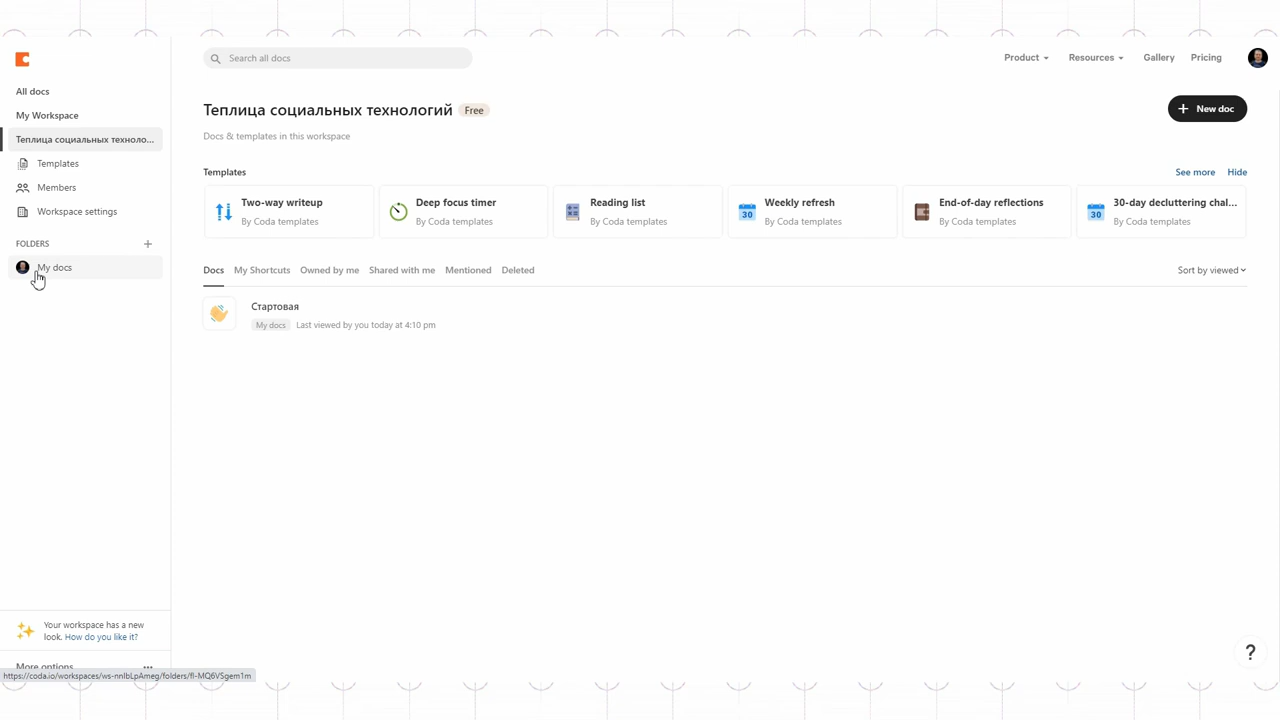 Search all docs
Product
Resources
Gallery
Pricing
All docs
My Workspace
Теплица социальных техноло...
Templates
Members
Workspace settings
FOLDERS
My docs
Теплица социальных технологий
Free
New doc
Docs & templates in this workspace
Templates
See more
Hide
Two-way writeup
By Coda templates
Deep focus timer
By Coda templates
Reading list
By Coda templates
30
Weekly refresh
By Coda templates
End-of-day reflections
By Coda templates
30
30-day decluttering chal...
By Coda templates
Docs
My Shortcuts
Owned by me
Shared with me
Mentioned
Deleted
Sort by viewed
Стартовая
My docs
Last viewed by you today at 4:10 pm
Your workspace has a new
look. How do you like it?
More options
https://coda.io/workspaces/ws-nnIbLpAmeg/folders/fl-MQ6VSgem1m
?